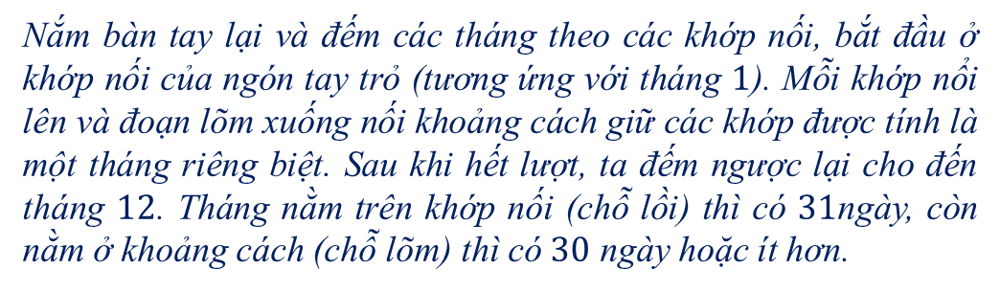 Nắm bàn tay lại và đếm các tháng theo các khớp nối, bắt đầu ở
khớp nối của ngón tay trỏ (tương ứng với tháng 1). Mỗi khớp nổi
lên và đoạn lõm xuống nối khoảng cách giữ các khớp được tính là
một tháng riêng biệt. Sau khi hết lượt, ta đếm ngược lại cho đến
tháng 12. Tháng nằm trên khớp nối (chỗ lồi) thì có 31ngày, còn
nằm ở khoảng cách (chỗ lõm) thì có 30 ngày hoặc ít hơn.